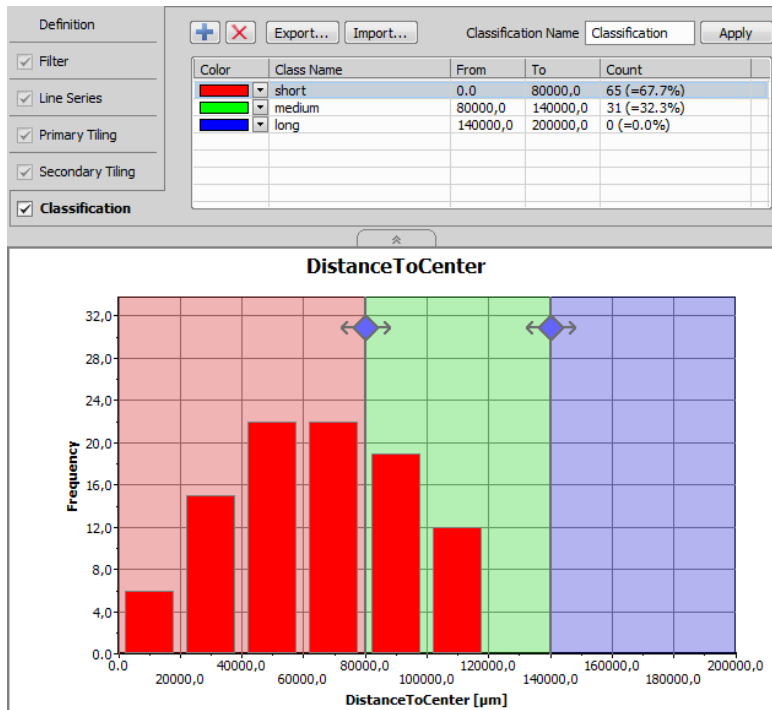 Definition
Filter
Line Series
Primary Tiling
Secondary Tiling
Classification
Export... Import... Classification Name Classification Apply
Color Class Name From To Count
short 0.0 80000,0 65 (=67.7%)
medium 80000,0 140000,0 31 (=32.3%)
long 140000,0 200000,0 0 (=0.0%)
DistanceToCenter
Frequency
32,0
28,0
24,0
20,0
16,0
12,0
8,0
4,0
0.0
0.0 20000,0 40000,0 60000,0 80000,0 100000,0 120000,0 140000,0 160000,0 180000,0 200000,0
DistanceToCenter [µm]